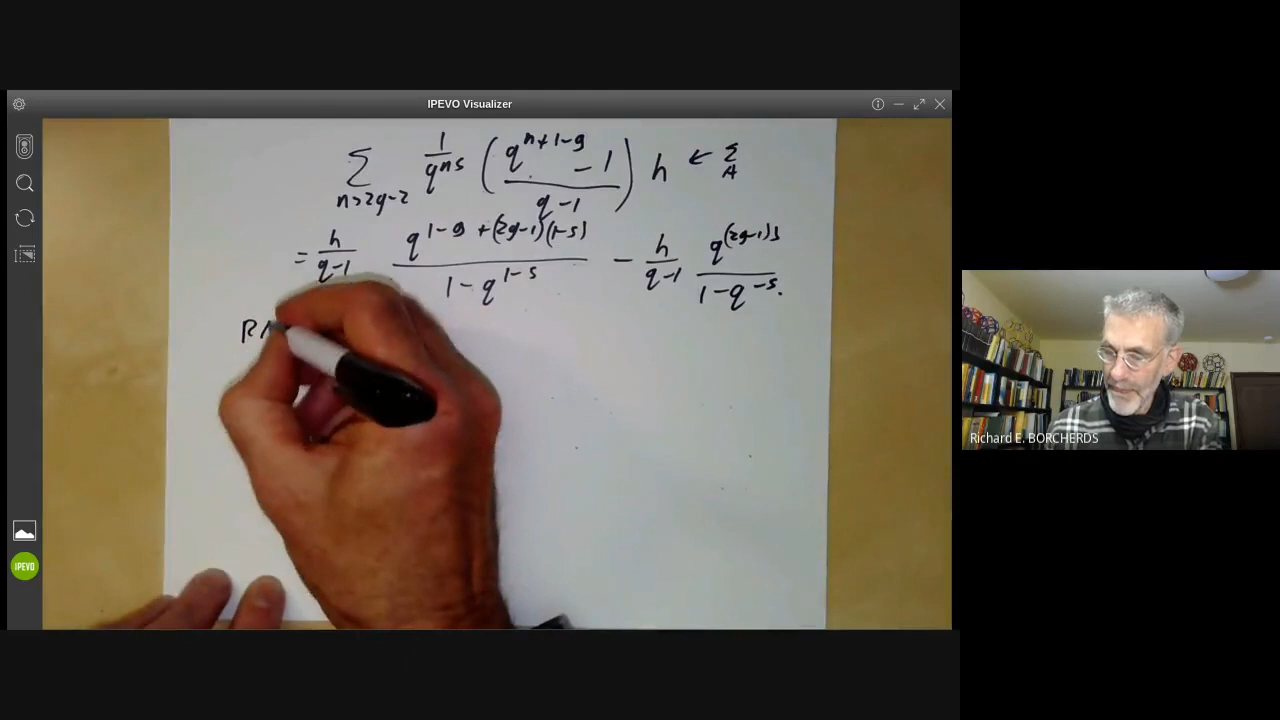 IPEVO Visualizer
∑ n>2g-2 1/q^{ns} ( (q^{n+1-g} - 1)/(q-1) ) h ← ∑ A
= h/(q-1) q^{1-g+(2g-1)(1-s)}/(1-q^{1-s}) - h/(q-1) q^{(2g-1)s}/(1-q^{-s}).
IPEVO
Richard E. BORCHERDS